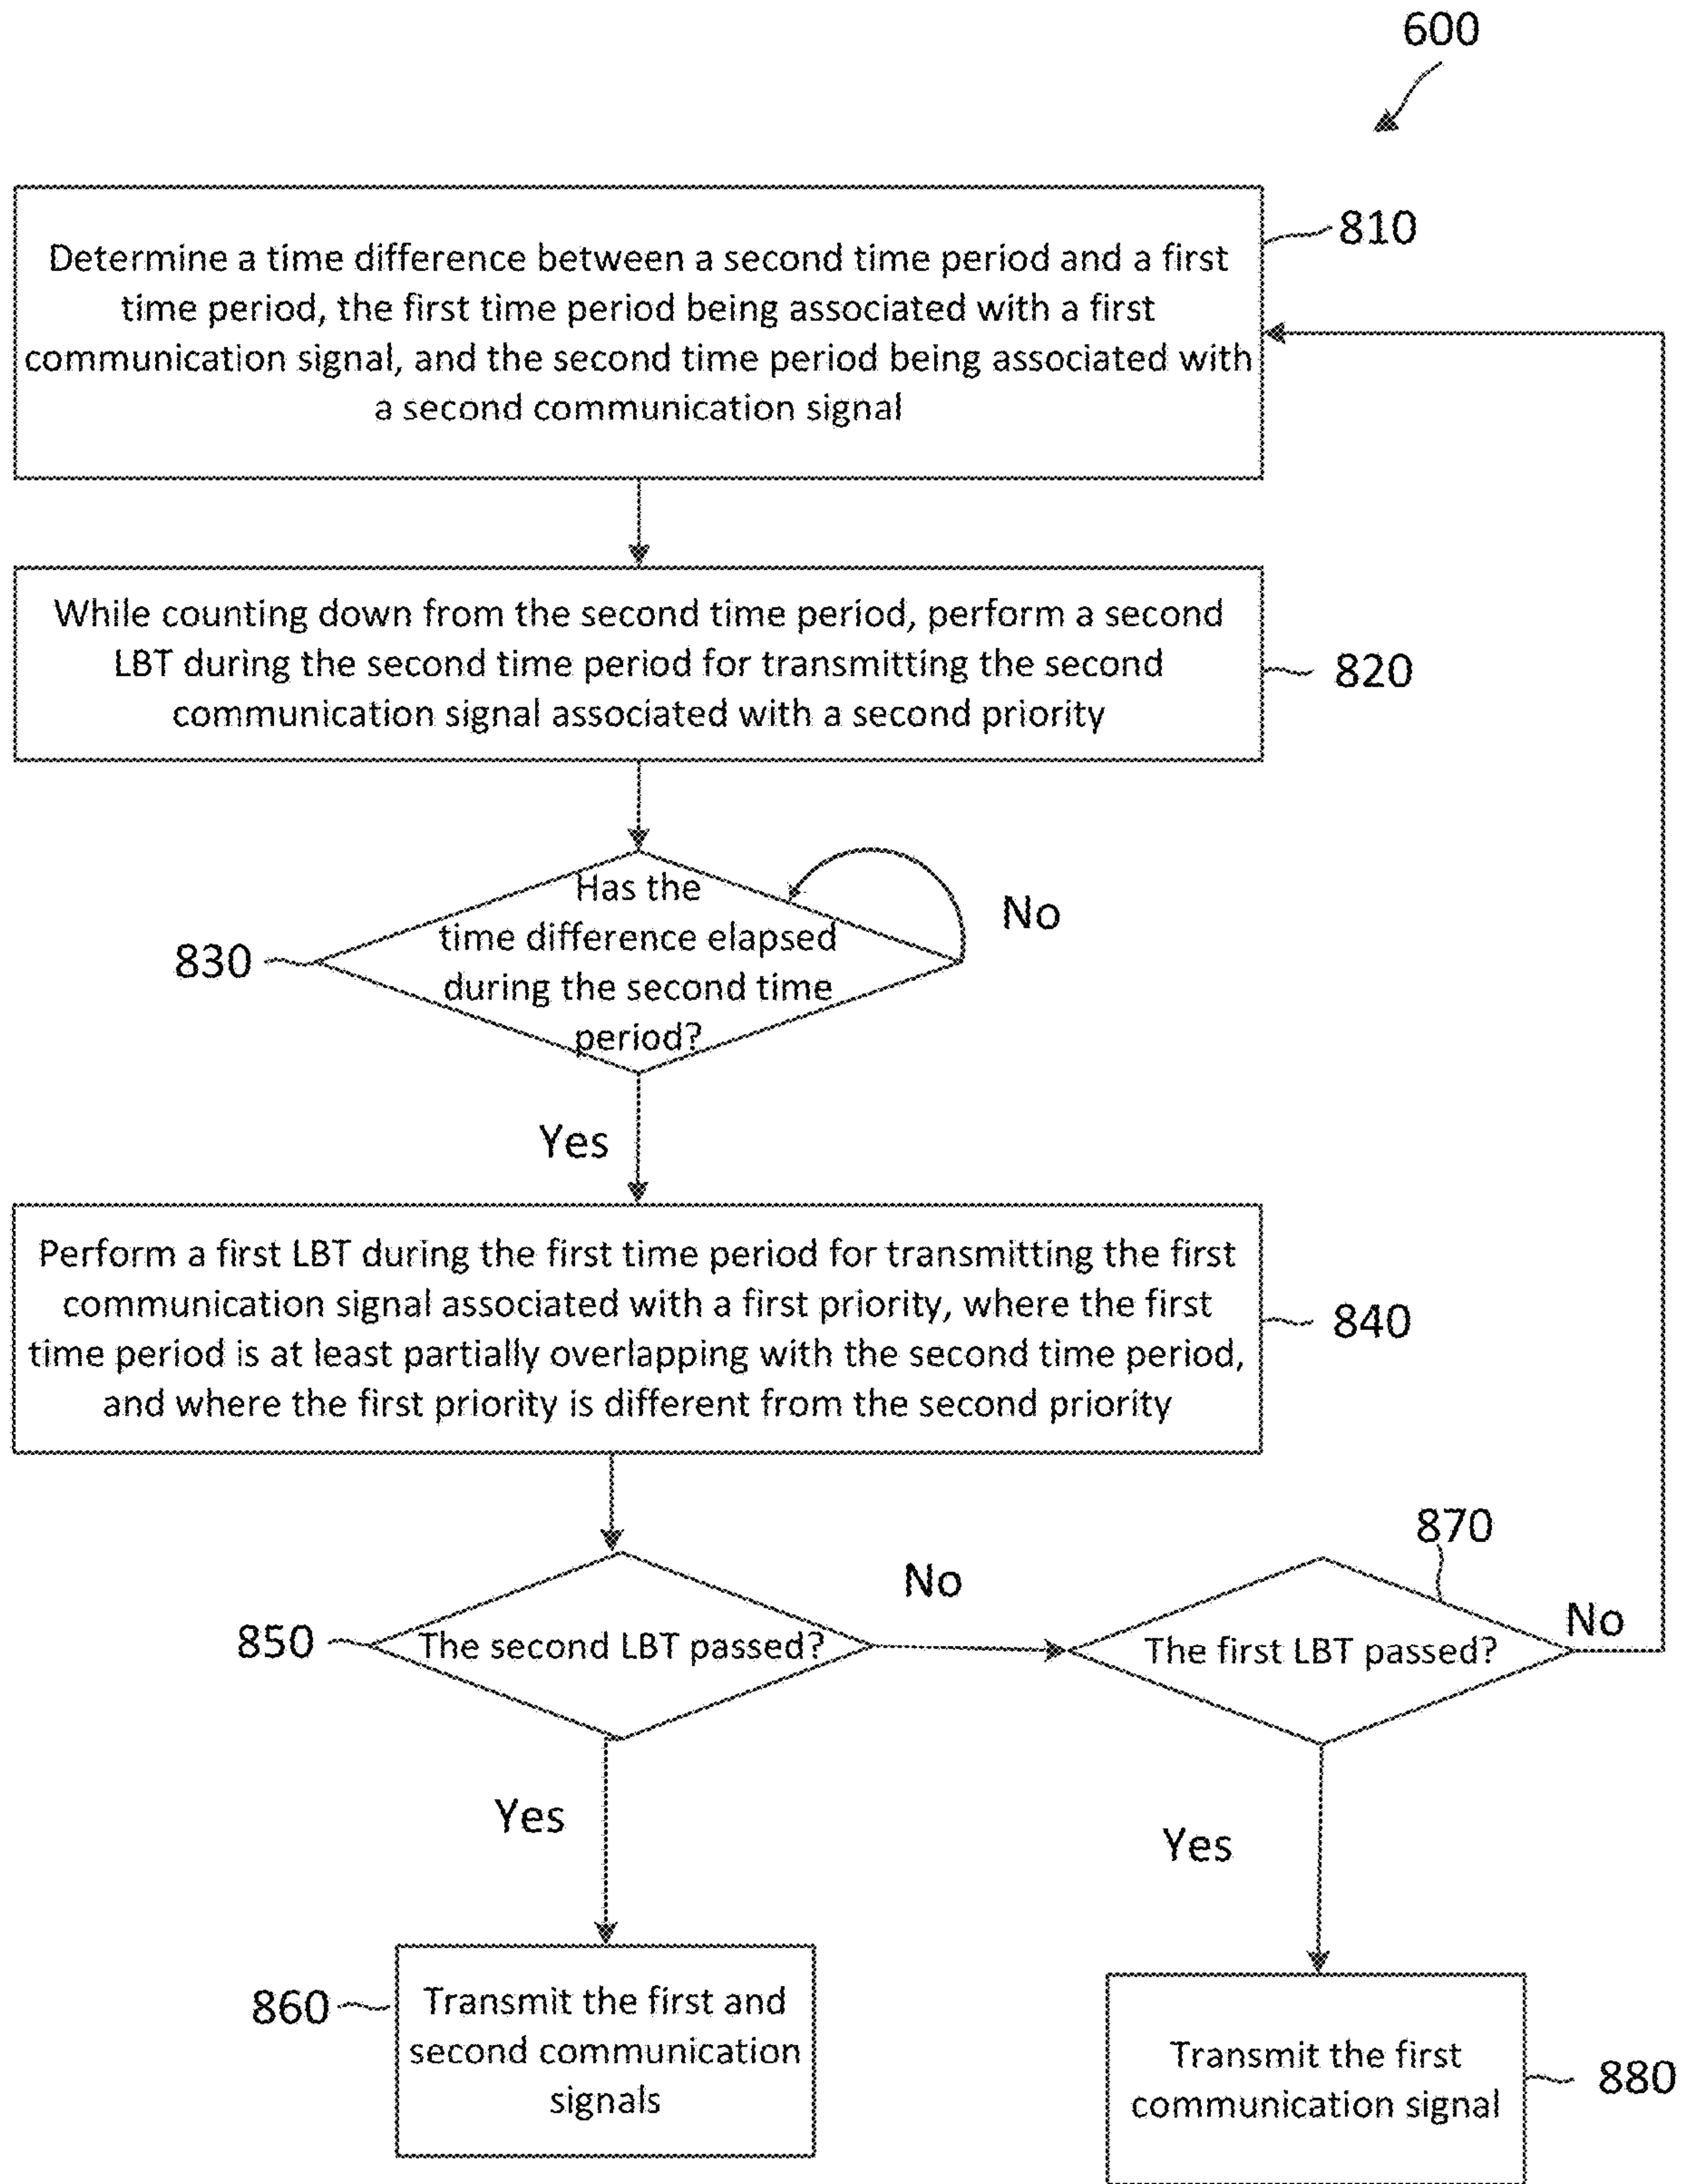 600
810
Determine a time difference between a second time period and a first
time period, the first time period being associated with a first
communication signal, and the second time period being associated with
a second communication signal
While counting down from the second time period, perform a second
LBT during the second time period for transmitting the second
communication signal associated with a second priority
820
Has the
time difference elapsed
during the second time
period?
No
830
Yes
Perform a first LBT during the first time period for transmitting the first
communication signal associated with a first priority, where the first
time period is at least partially overlapping with the second time period,
and where the first priority is different from the second priority
840
870
No
No
850
The second LBT passed?
The first LBT passed?
Yes
Yes
860
Transmit the first and
second communication
signals
Transmit the first
communication signal
880